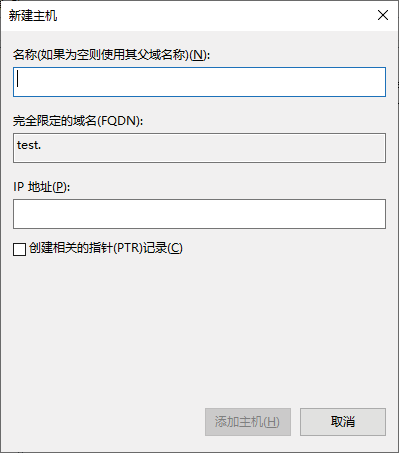 新建主机
名称(如果为空则使用其父域名称)(N):
完全限定的域名(FQDN):
test.
IP 地址(P):
创建相关的指针(PTR)记录(C)
添加主机(H)
取消